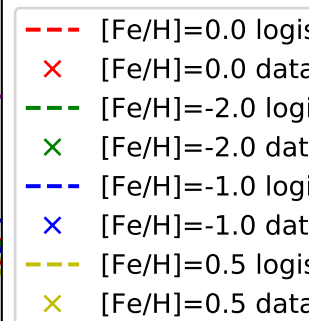 [Fe/H]=0.0 logis
[Fe/H]=0.0 data
[Fe/H]=-2.0 logi
[Fe/H]=-2.0 dat
[Fe/H]=-1.0 logi
[Fe/H]=-1.0 dat
[Fe/H]=0.5 logis
[Fe/H]=0.5 data